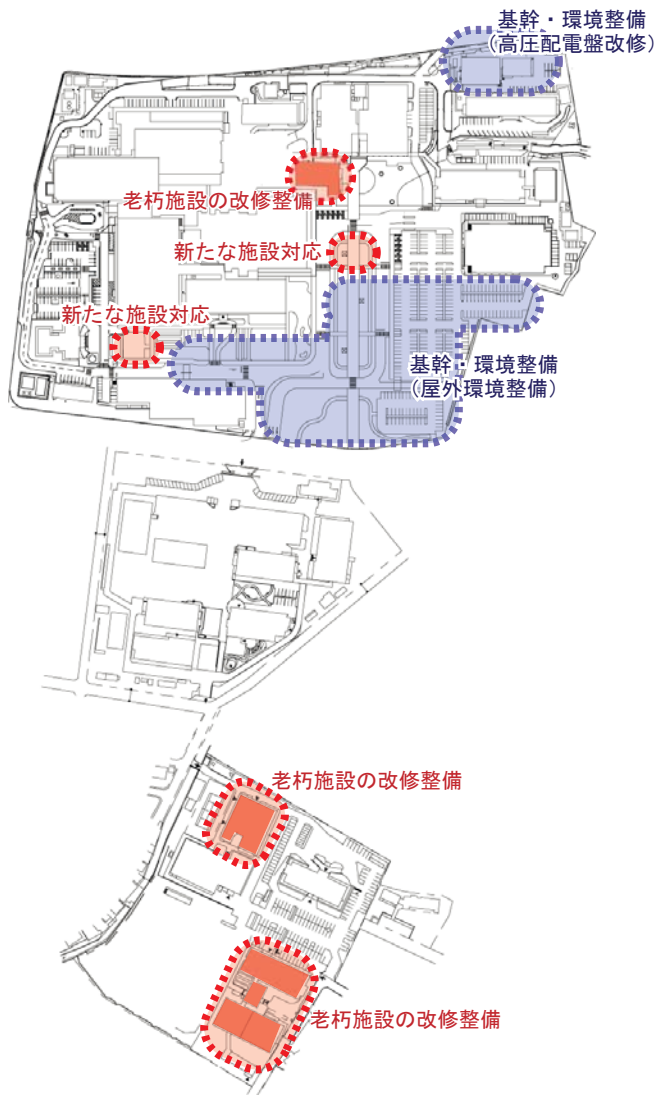 基幹・環境整備
（高圧配電盤改修）
老朽施設の改修整備
新たな施設対応
新たな施設対応
基幹・環境整備
（屋外環境整備）
老朽施設の改修整備
老朽施設の改修整備